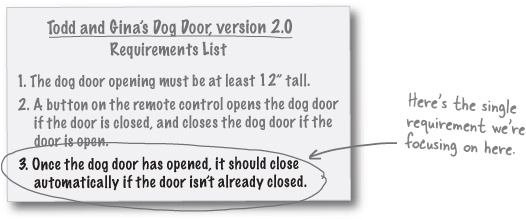 Todd and Gina's Dog Door, version 2.0
Requirements List
1. The dog door opening must be at least 12" tall.
2. A button on the remote control opens the dog door
if the door is closed, and closes the dog door if the
door is open.
3. Once the dog door has opened, it should close
automatically if the door isn't already closed.
Here's the single
requirement we're
focusing on here.